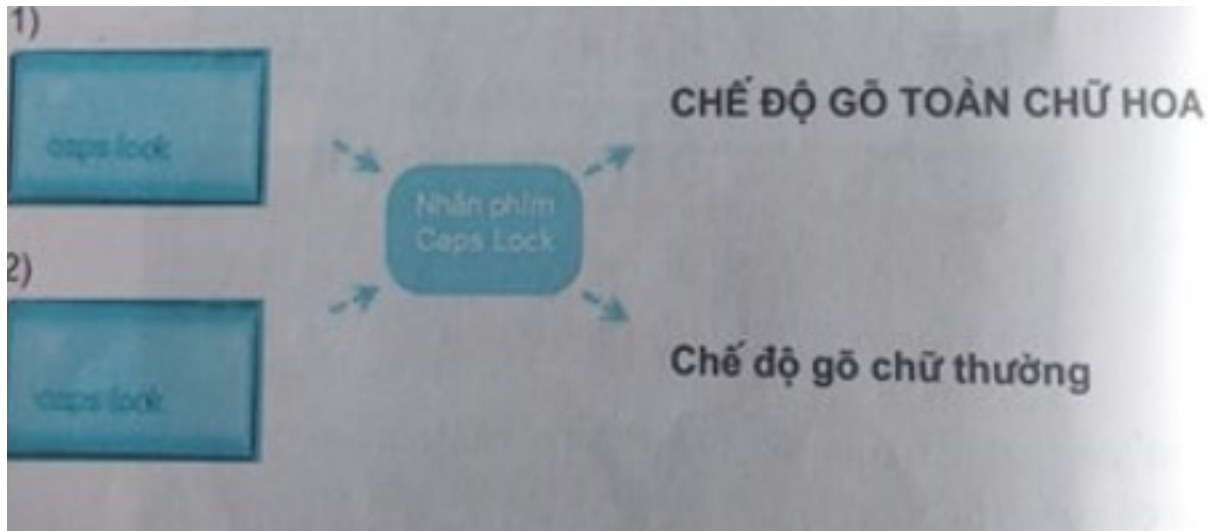 1)
caps lock
CHẾ ĐỘ GÕ TOÀN CHỮ HOA
Nhấn phím
Caps Lock
2)
caps lock
Chế độ gõ chữ thường